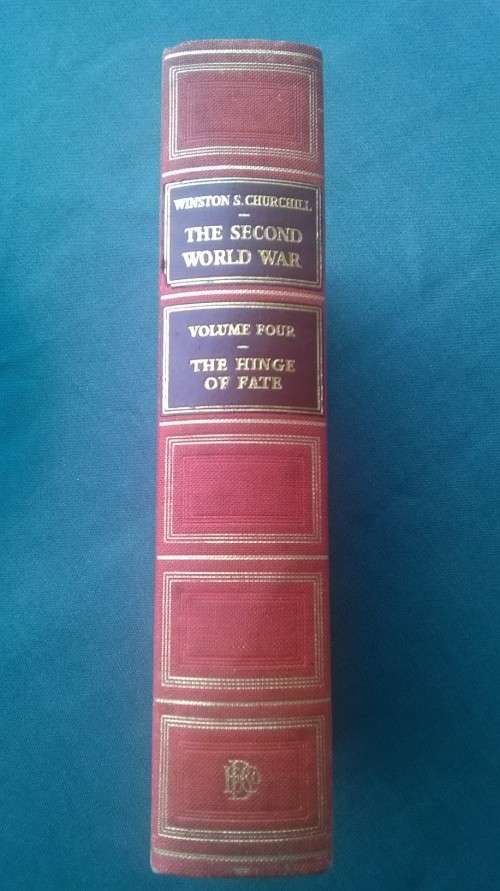 WINSTON S. CHURCHILL
THE SECOND
WORLD WAR
VOLUME FOUR
THE HINGE
OF FATE